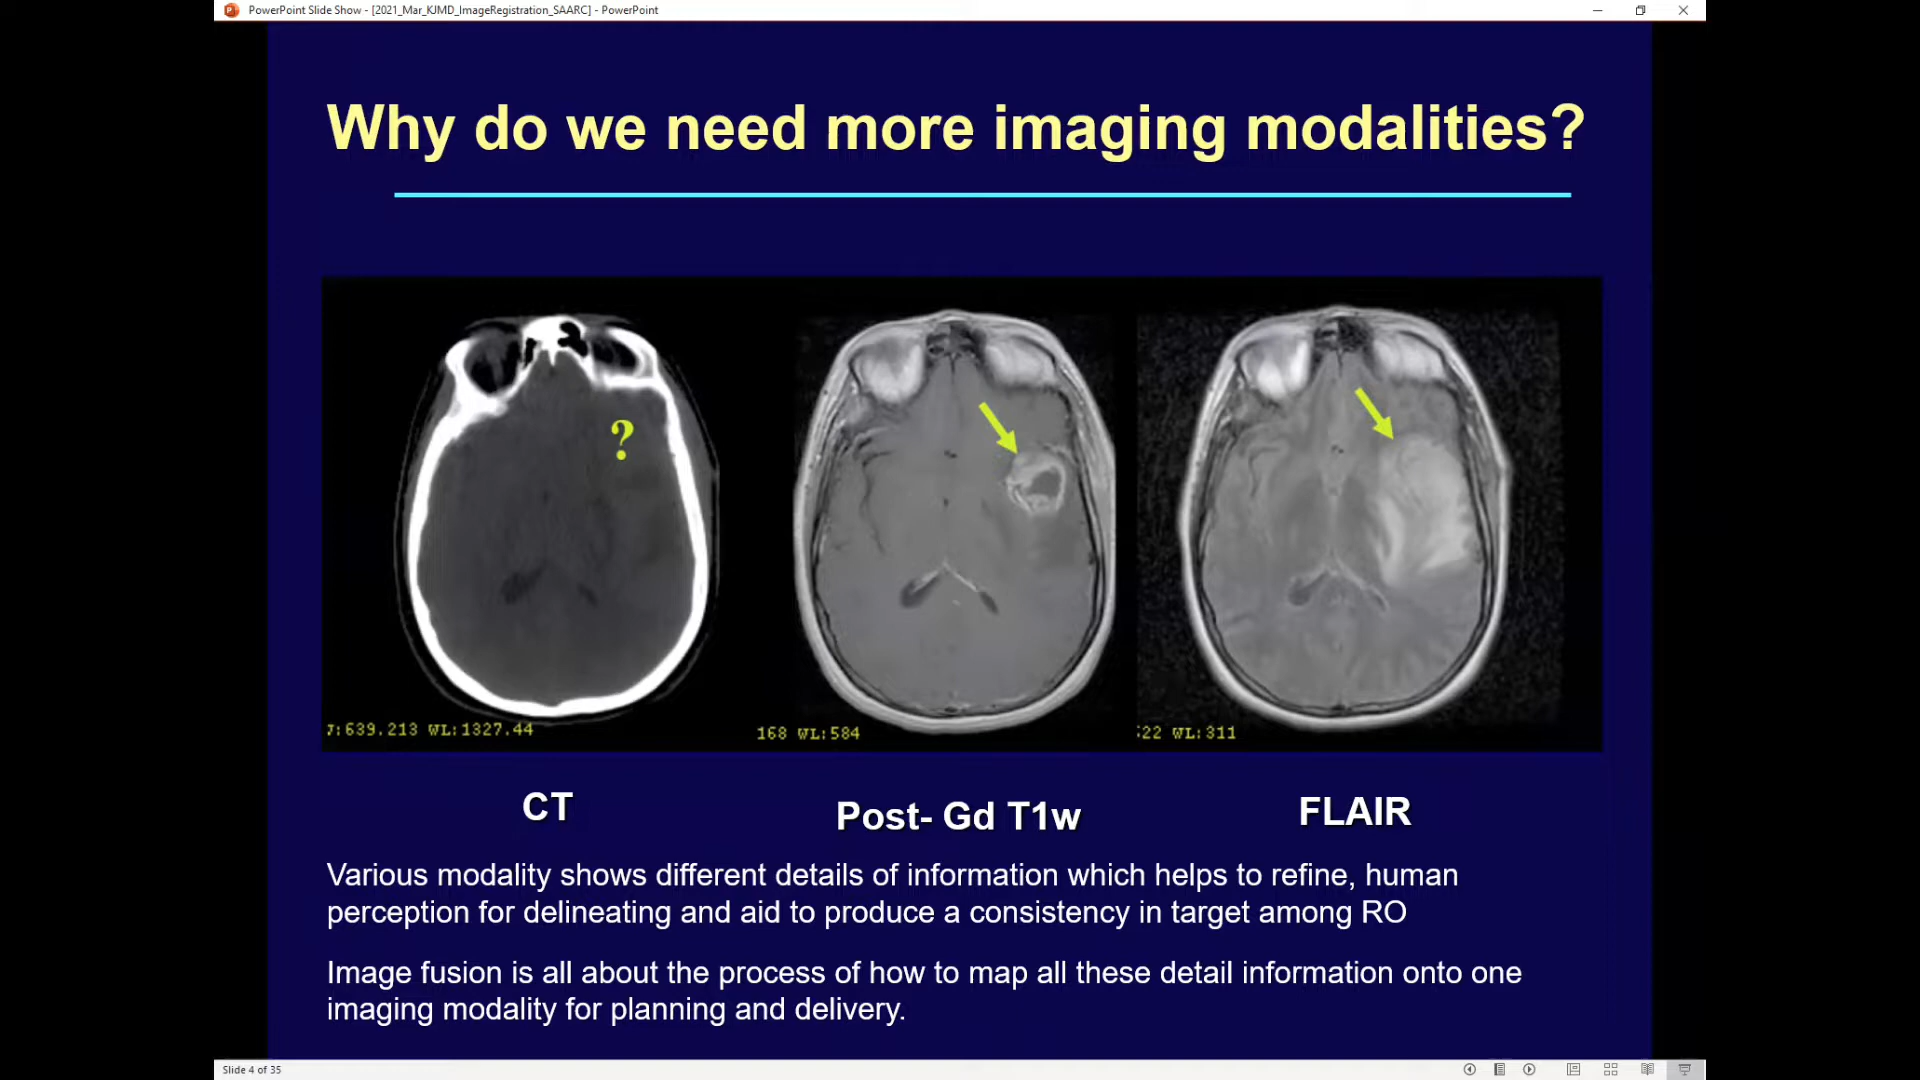 PowerPoint Slide Show - [2021_Mar_KJMD_ImageRegistration_SAARC] - PowerPoint
Why do we need more imaging modalities?
?
J:639.213 WL:1327.44
168 WL:584
22 WL:311
CT
Post- Gd T1w
FLAIR
Various modality shows different details of information which helps to refine, human
perception for delineating and aid to produce a consistency in target among RO
Image fusion is all about the process of how to map all these detail information onto one
imaging modality for planning and delivery.
Slide 4 of 35